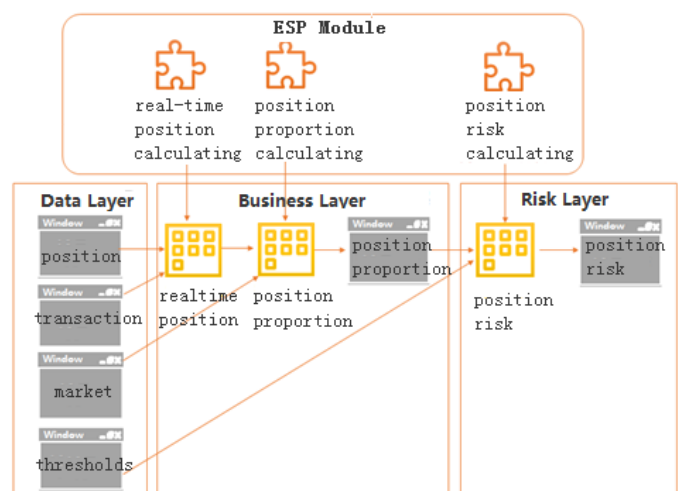 ESP Module
real-time
position
calculating
position
proportion
calculating
position
risk
calculating
Data Layer
Business Layer
Risk Layer
Window
position
Window
transaction
Window
market
Window
thresholds
realtime
position
position
proportion
Window
position
proportion
position
risk
Window
position
risk